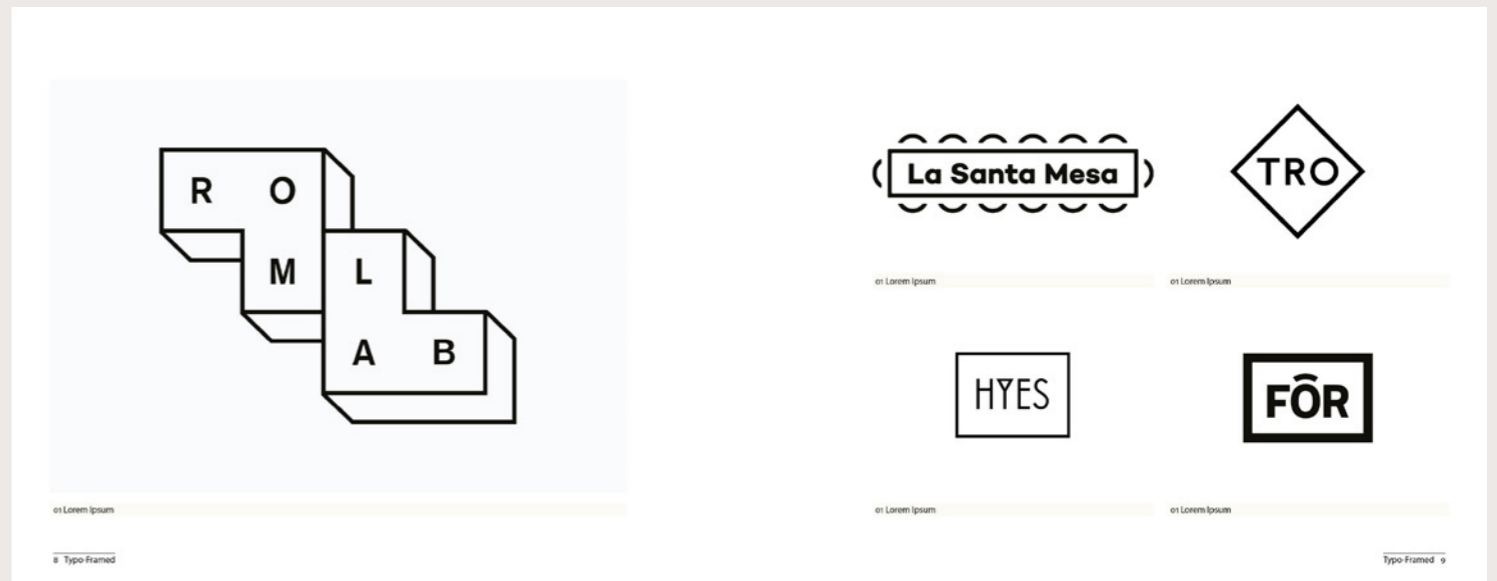 R O
M L
A B
01 Lorem Ipsum
8 Typo-Framed
La Santa Mesa
TRO
01 Lorem Ipsum
01 Lorem Ipsum
HYES
FÔR
01 Lorem Ipsum
01 Lorem Ipsum
Typo-Framed 9